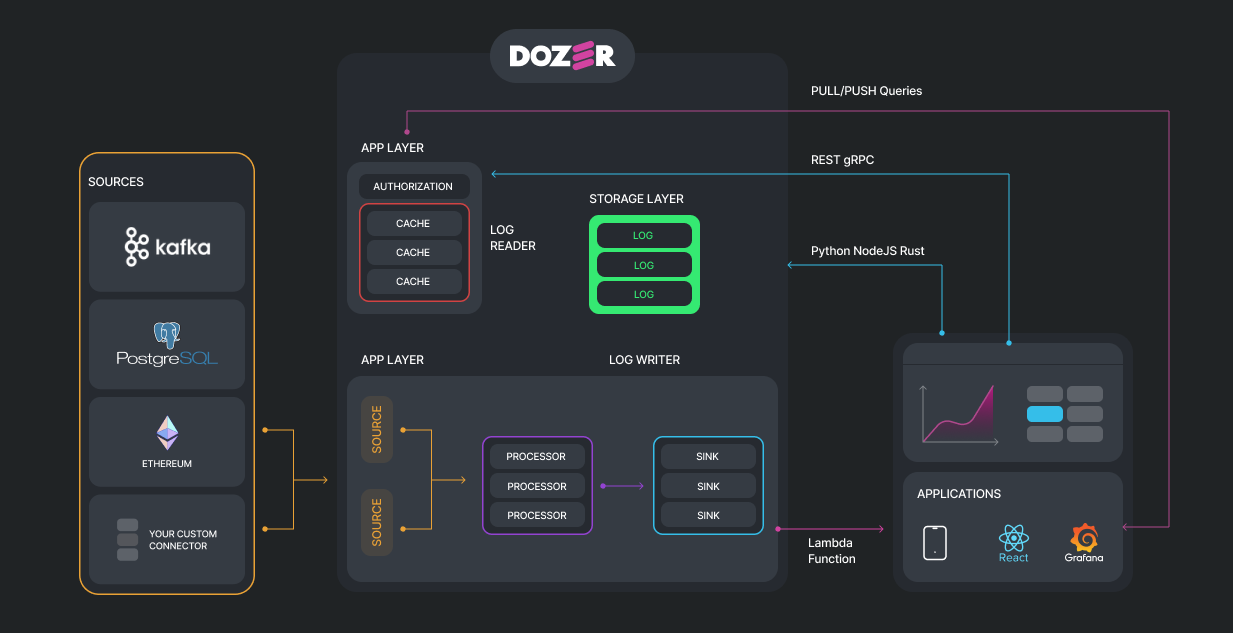 DOZER
PULL/PUSH Queries
APP LAYER
REST gRPC
SOURCES
AUTHORIZATION
STORAGE LAYER
kafka
CACHE
CACHE
CACHE
LOG
READER
LOG
LOG
LOG
Python NodeJS Rust
PostgreSQL
APP LAYER
LOG WRITER
ETHEREUM
SOURCE
SOURCE
PROCESSOR
PROCESSOR
PROCESSOR
SINK
SINK
SINK
YOUR CUSTOM
CONNECTOR
Lambda
Function
APPLICATIONS
React
Grafana